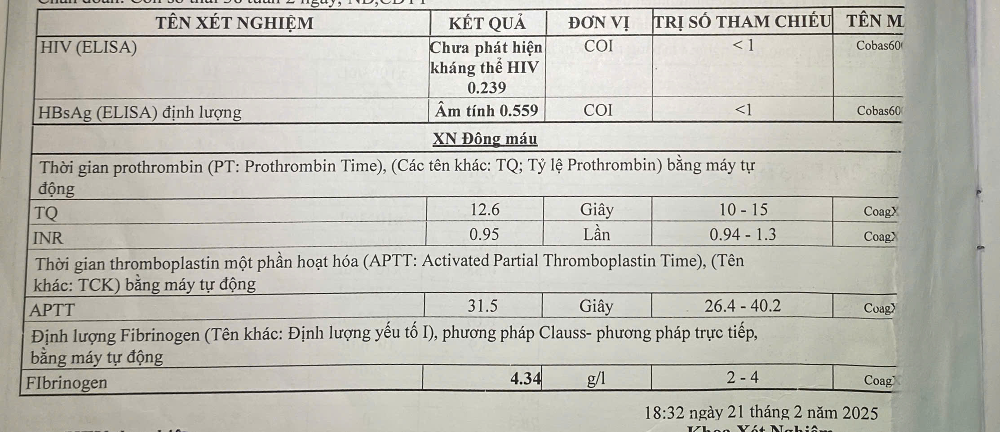 TÊN XÉT NGHIỆM KẾT QUẢ ĐƠN VỊ TRỊ SỐ THAM CHIẾU TÊN M
HIV (ELISA) Chưa phát hiện COI < 1 Cobas60
kháng thể HIV
0.239
HBsAg (ELISA) định lượng Âm tính 0.559 COI <1 Cobas60
XN Đông máu
Thời gian prothrombin (PT: Prothrombin Time), (Các tên khác: TQ; Tỷ lệ Prothrombin) bằng máy tự
động
TQ 12.6 Giây 10 - 15 CoagX
INR 0.95 Lần 0.94 - 1.3 CoagX
Thời gian thromboplastin một phần hoạt hóa (APTT: Activated Partial Thromboplastin Time), (Tên
khác: TCK) bằng máy tự động
APTT 31.5 Giây 26.4 - 40.2 CoagX
Định lượng Fibrinogen (Tên khác: Định lượng yếu tố I), phương pháp Clauss- phương pháp trực tiếp,
bằng máy tự động
FIbrinogen 4.34 g/l 2 - 4 Coag
18:32 ngày 21 tháng 2 năm 2025